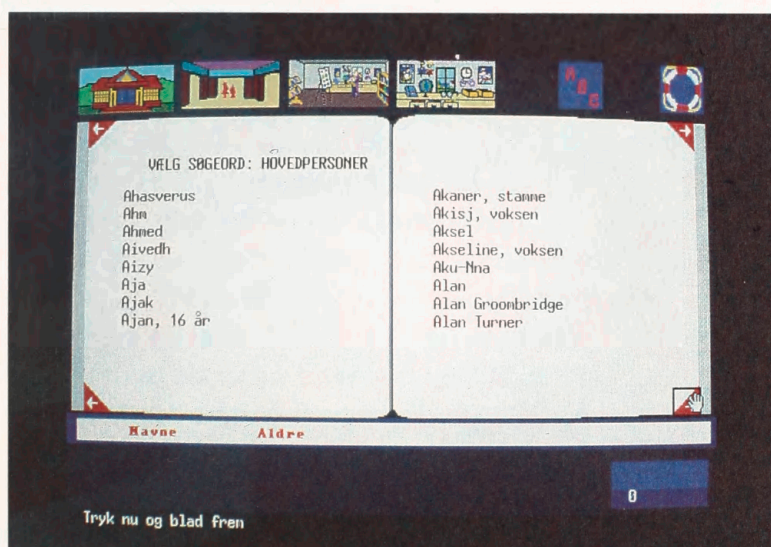 VÆLG SØGEORD: HOVEDPERSONER
Ahasverus
Ahm
Ahmed
Aivedh
Aizy
Aja
Ajak
Ajan, 16 år
Akaner, stamme
Akisj, voksen
Aksel
Akseline, voksen
Aku-Nna
Alan
Alan Groombridge
Alan Turner
Navne Aldre
0
Tryk nu og blad frem